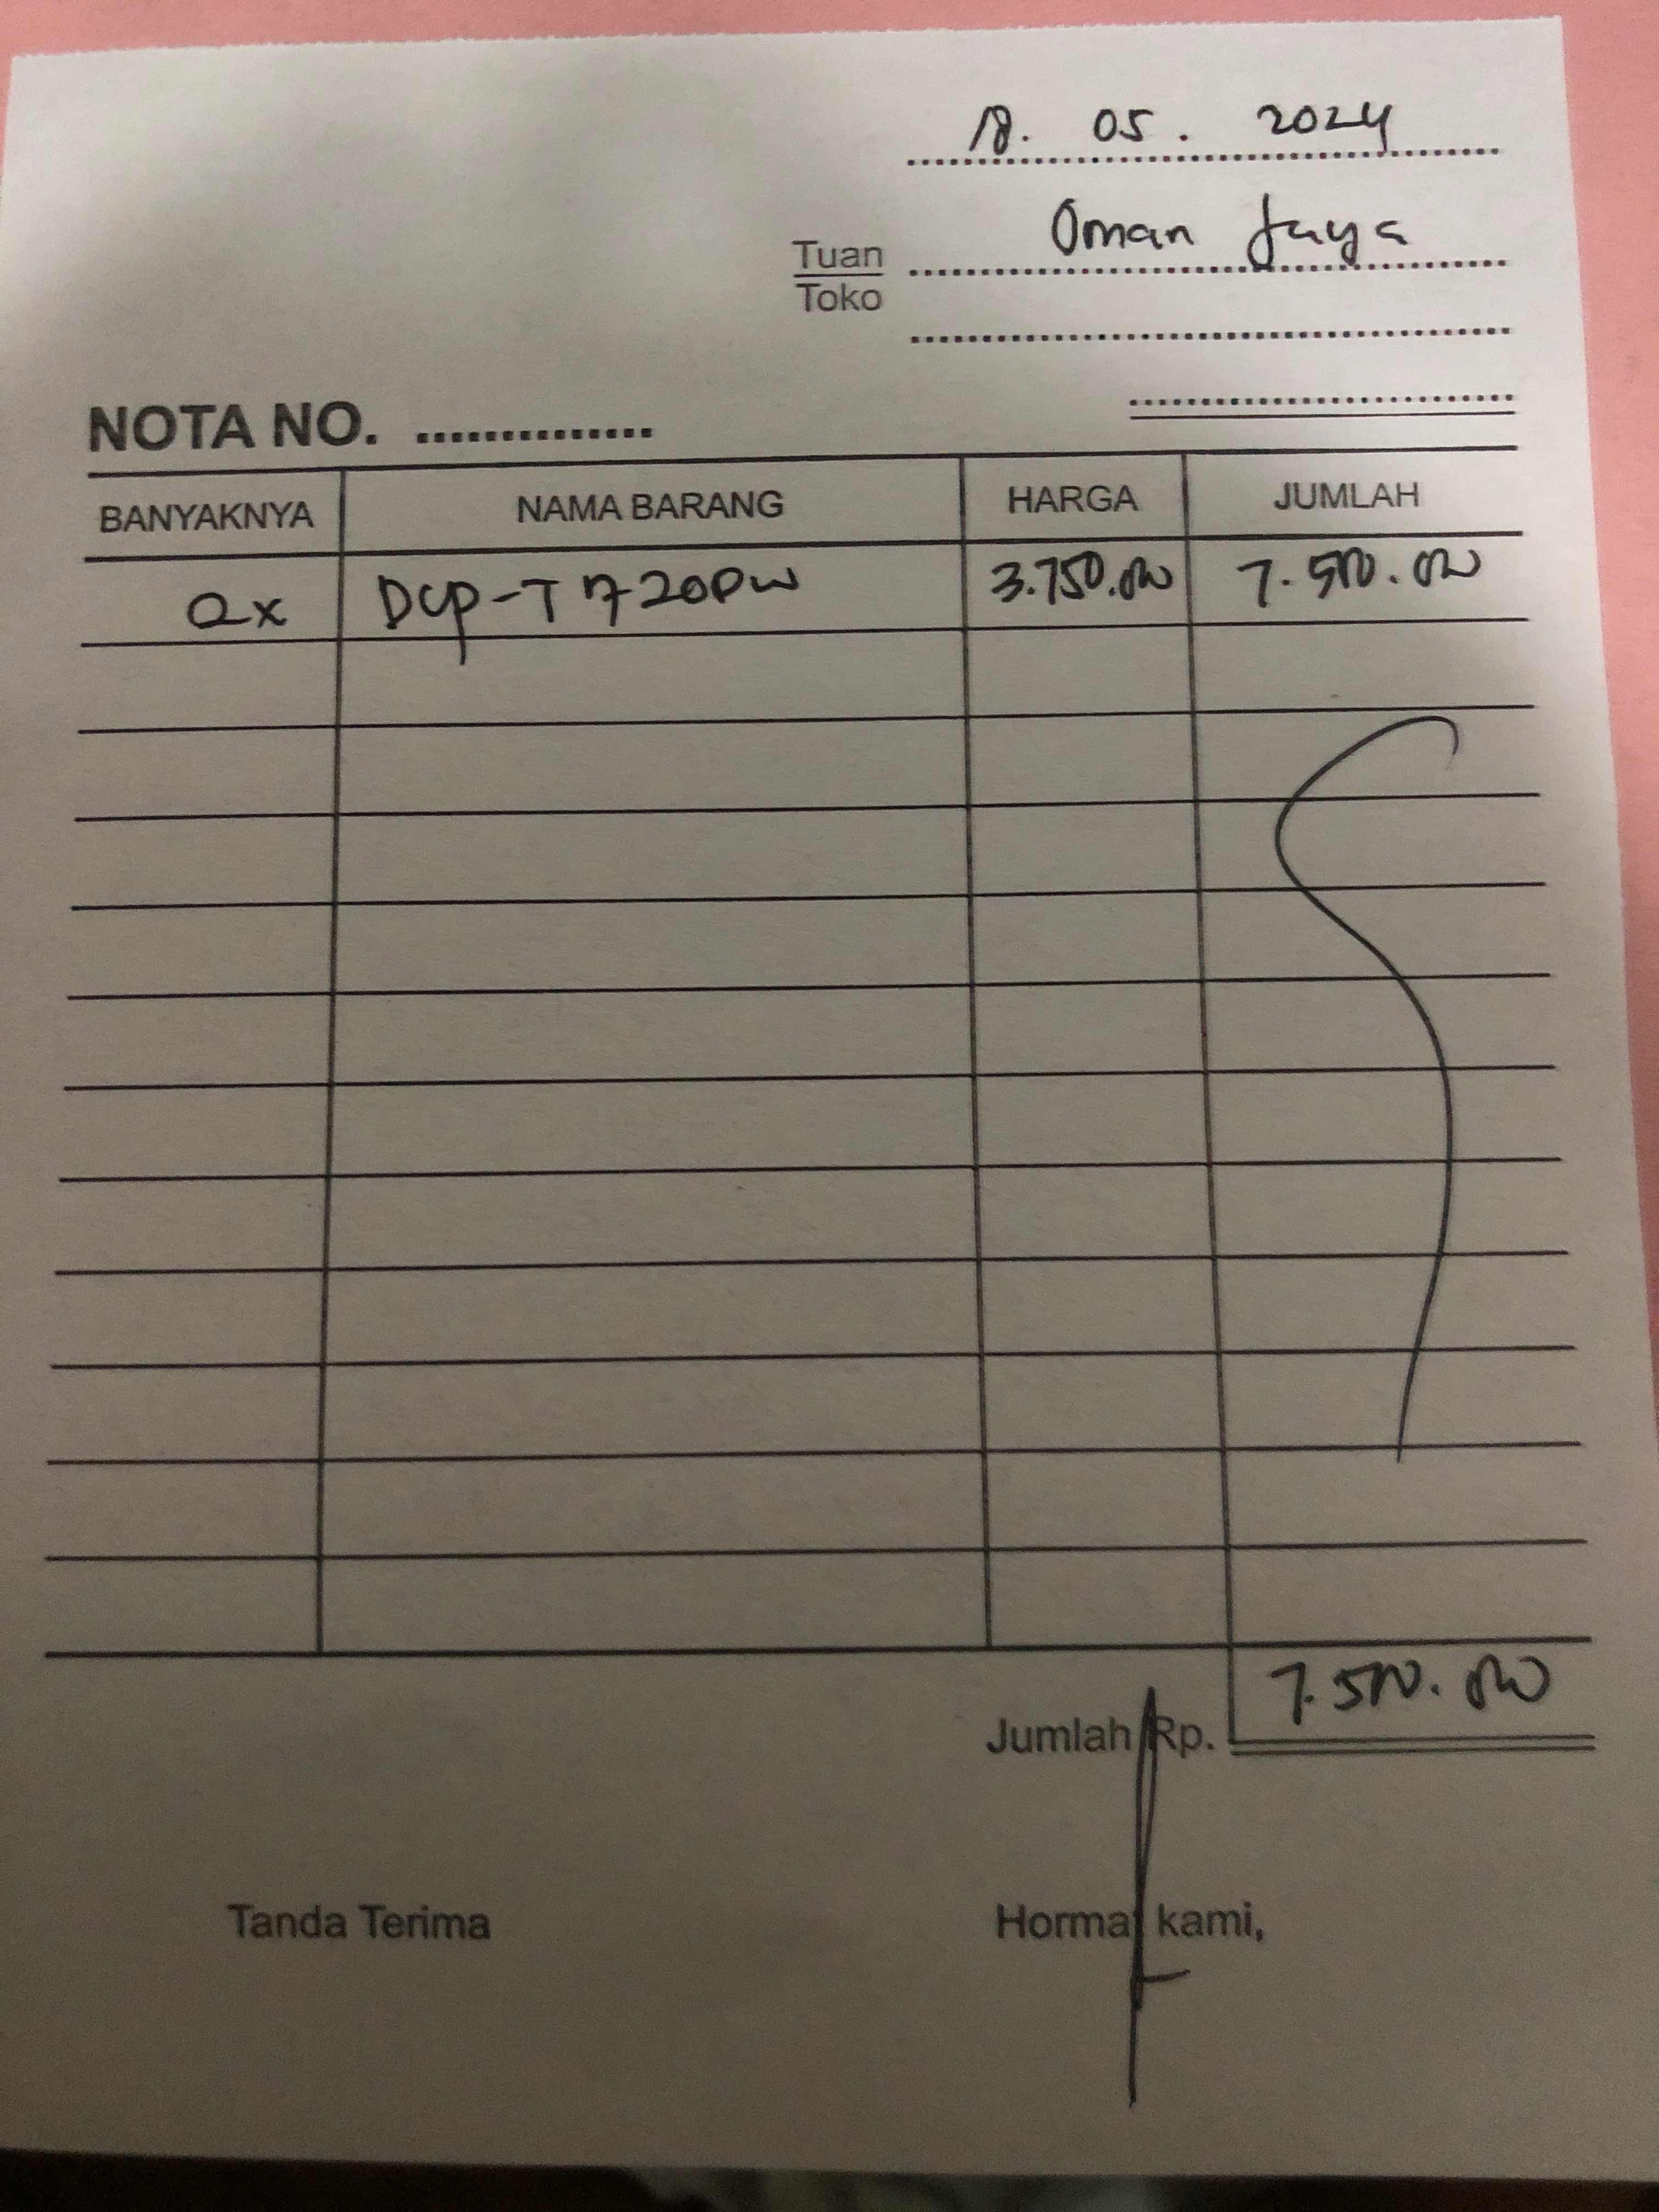 18. 05. 2024
Tuan Oman Jaya
Toko
NOTA NO. ..............
BANYAKNYA NAMA BARANG HARGA JUMLAH
2x DCP-T720DW 3.750.000 7.500.000
Jumlah Rp. 7.500.000
Tanda Terima Hormat kami,